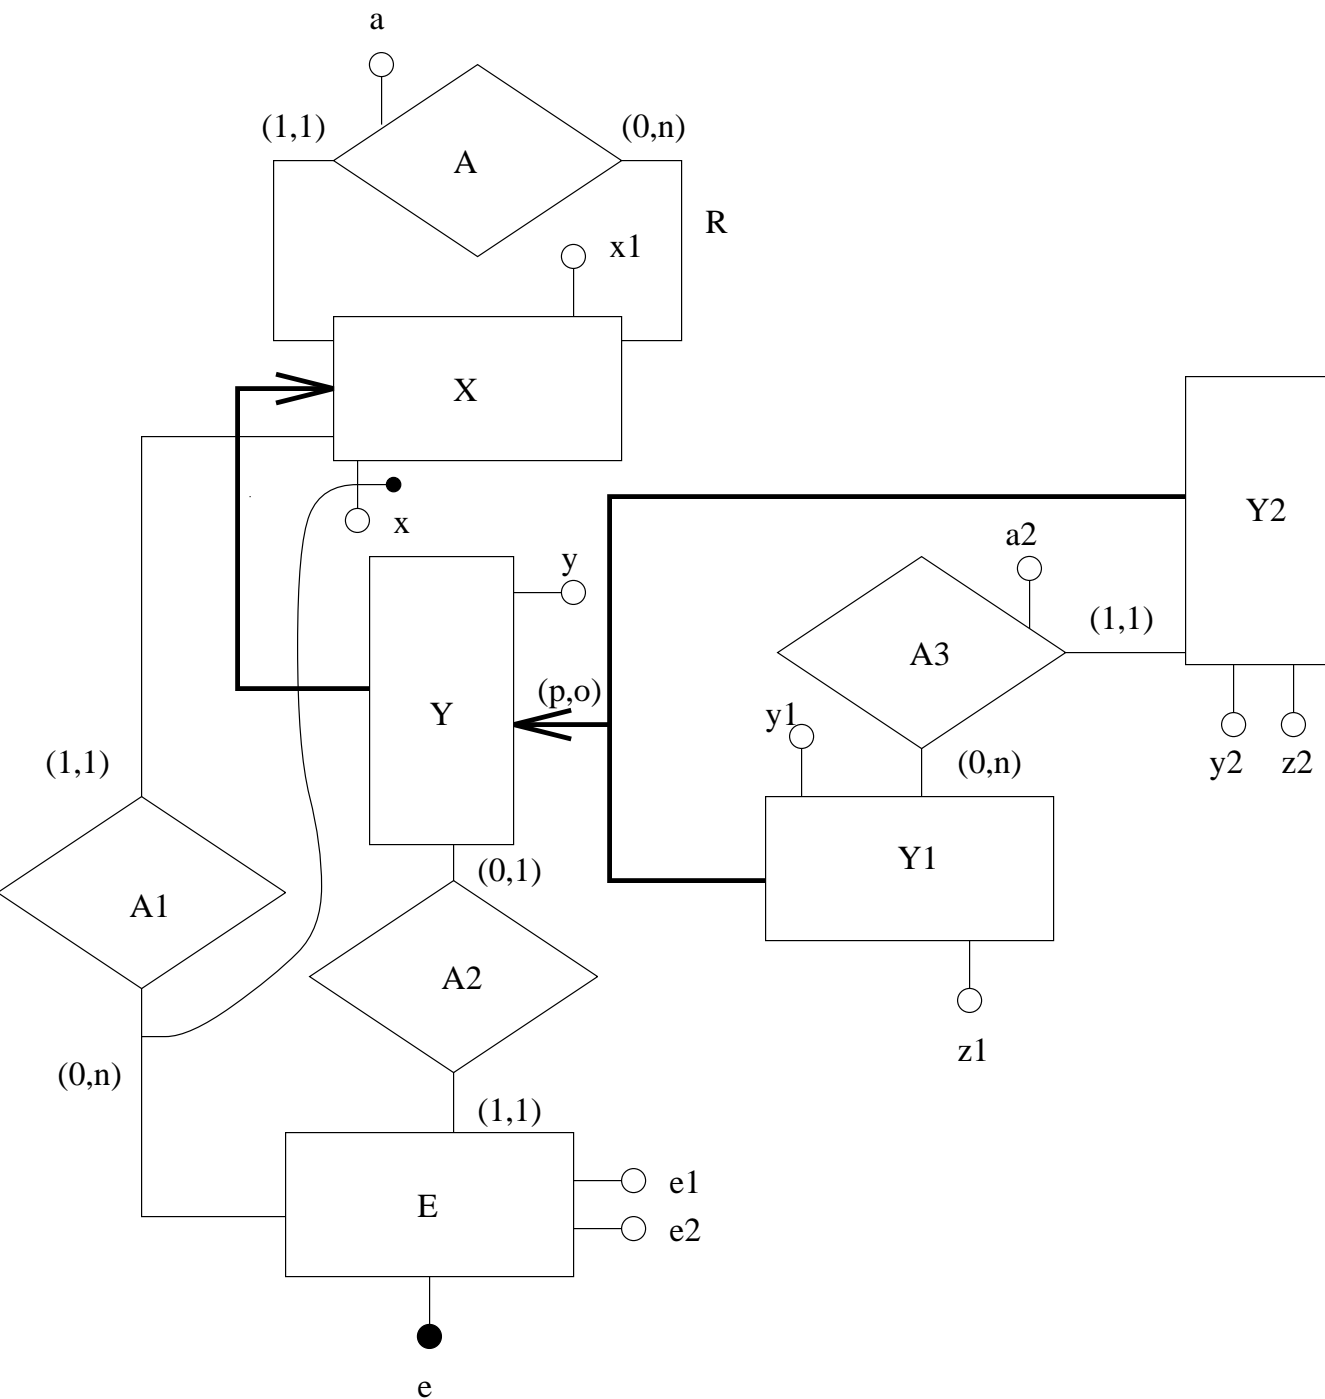 a
(1,1)
(0,n)
A
R
x1
X
x
Y2
a2
y
(1,1)
A3
(p,o)
Y
y1
(1,1)
(0,n)
y2
z2
Y1
(0,1)
A1
A2
z1
(0,n)
(1,1)
e1
E
e2
e